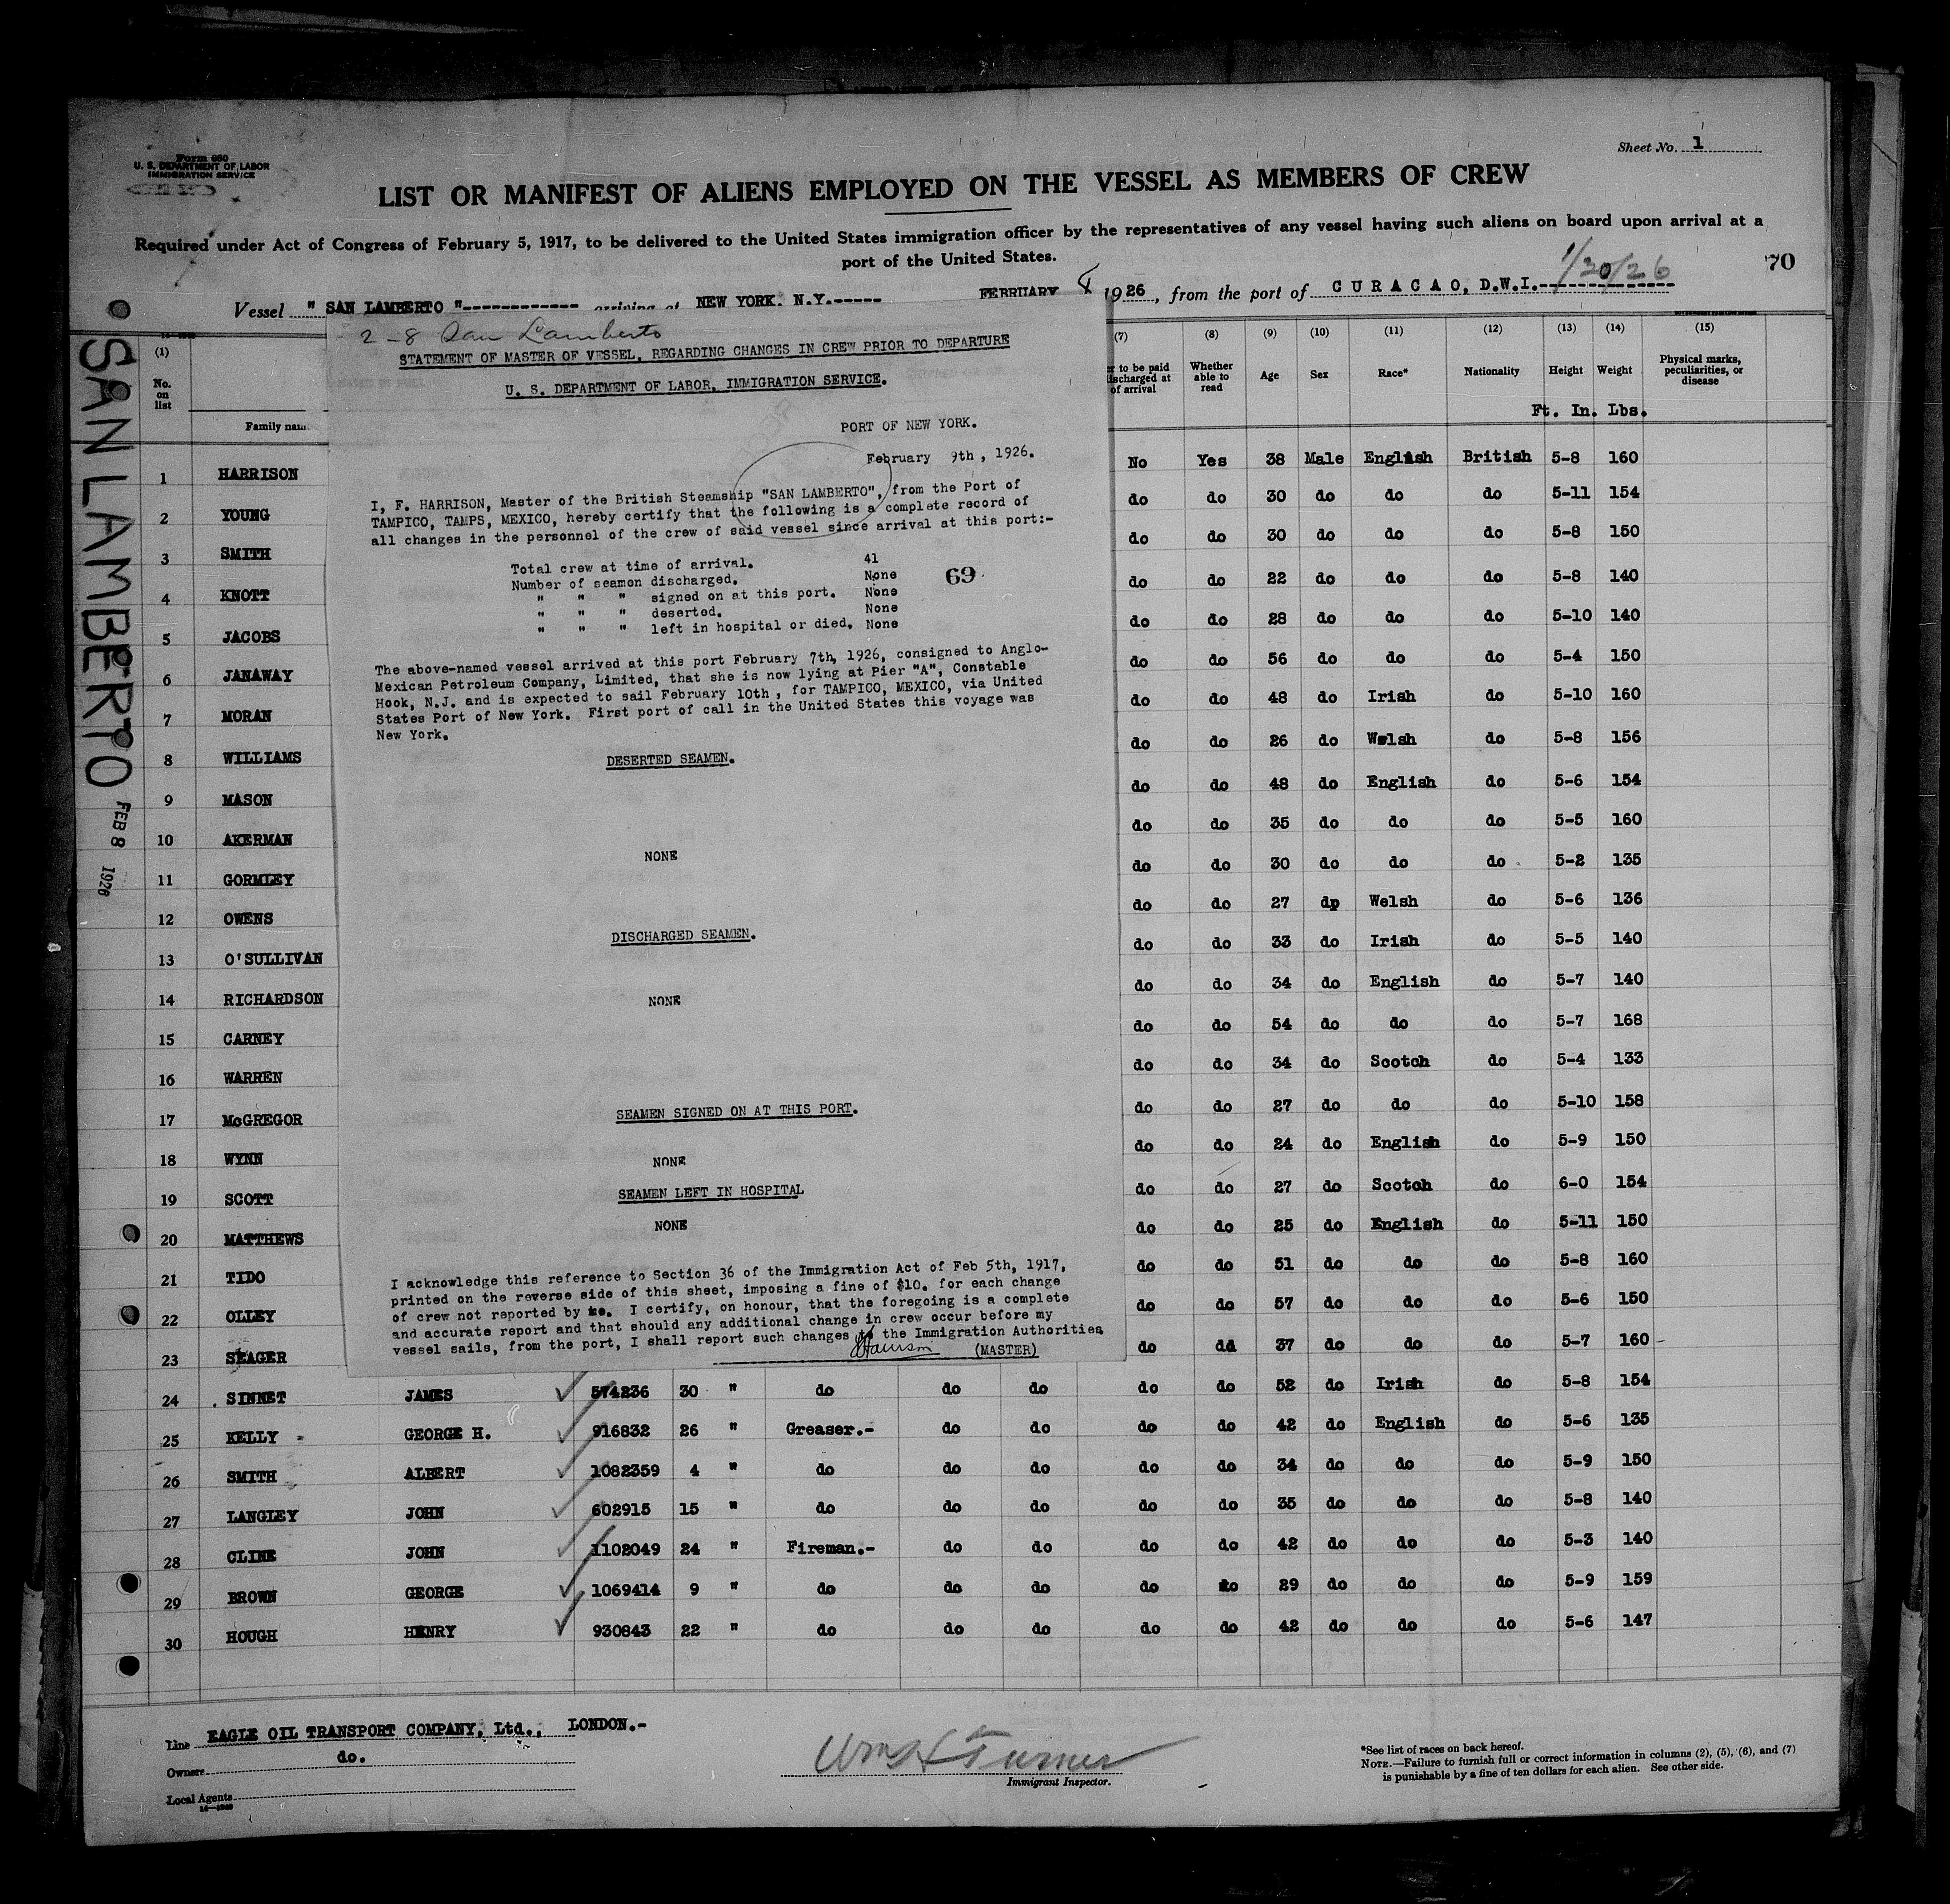 Sheet No. 1
Form 680
U. S. DEPARTMENT OF LABOR
IMMIGRATION SERVICE
LIST OR MANIFEST OF ALIENS EMPLOYED ON THE VESSEL AS MEMBERS OF CREW
Required under Act of Congress of February 5, 1917, to be delivered to the United States immigration officer by the representatives of any vessel having such aliens on board upon arrival at a
port of the United States.
1/20/26
70
Vessel " SAN LAMBERTO "------------ arriving at NEW YORK. N.Y.----- FEBRUARY 8 1926, from the port of CURACAO, D.W.I.
SAN LAMBERTO
FEB 8 1926
(1) (7) (8) (9) (10) (11) (12) (13) (14) (15)
No. on list
Family
to be paid
discharged at
of arrival
Whether able to read
Age
Sex
Race*
Nationality
Height
Weight
Physical marks, peculiarities, or disease
Ft. In. Lbs.
2-8 San Lamberto
STATEMENT OF MASTER OF VESSEL, REGARDING CHANGES IN CREW PRIOR TO DEPARTURE
U. S. DEPARTMENT OF LABOR, IMMIGRATION SERVICE.
PORT OF NEW YORK.
February 9th, 1926.
I, F. HARRISON, Master of the British Steamship "SAN LAMBERTO", from the Port of
TAMPICO, TAMPS, MEXICO, hereby certify that the following is a complete record of
all changes in the personnel of the crew of said vessel since arrival at this port:-
Total crew at time of arrival. 41
Number of seamon discharged. None
" " " signed on at this port. None
" " " deserted. None
" " " left in hospital or died. None
69.
The above-named vessel arrived at this port February 7th, 1926, consigned to Anglo-
Mexican Petroleum Company, Limited, that she is now lying at Pier "A", Constable
Hook, N.J. and is expected to sail February 10th, for TAMPICO, MEXICO, via United
States Port of New York. First port of call in the United States this voyage was
New York.
DESERTED SEAMEN.
NONE
DISCHARGED SEAMEN.
NONE
SEAMEN SIGNED ON AT THIS PORT.
NONE
SEAMEN LEFT IN HOSPITAL
NONE
I acknowledge this reference to Section 36 of the Immigration Act of Feb 5th, 1917,
printed on the reverse side of this sheet, imposing a fine of $10. for each change
of crew not reported by me. I certify, on honour, that the foregoing is a complete
and accurate report and that should any additional change in crew occur before my
vessel sails, from the port, I shall report such changes to the Immigration Authorities
Harrison (MASTER)
1 HARRISON No Yes 38 Male English British 5-8 160
2 YOUNG do do 30 do do do 5-11 154
3 SMITH do do 30 do do do 5-8 150
4 KNOTT do do 22 do do do 5-8 140
5 JACOBS do do 28 do do do 5-10 140
6 JANAWAY do do 56 do do do 5-4 150
7 MORAN do do 48 do Irish do 5-10 160
8 WILLIAMS do do 26 do Welsh do 5-8 156
9 MASON do do 48 do English do 5-6 154
10 AKERMAN do do 35 do do do 5-5 160
11 GORMLEY do do 30 do do do 5-2 135
12 OWENS do do 27 dp Welsh do 5-6 136
13 O'SULLIVAN do do 33 do Irish do 5-5 140
14 RICHARDSON do do 34 do English do 5-7 140
15 CARNEY do do 54 do do do 5-7 168
16 WARREN do do 34 do Scotch do 5-4 133
17 McGREGOR do do 27 do do do 5-10 158
18 WYNN do do 24 do English do 5-9 150
19 SCOTT do do 27 do Scotch do 6-0 154
20 MATTHEWS do do 25 do English do 5-11 150
21 TIDO do do 51 do do do 5-8 160
22 OLLEY do do 57 do do do 5-6 150
23 SEAGER do dd 37 do do do 5-7 160
24 SINNET JAMES 574236 30 " do do do do do 52 do Irish do 5-8 154
25 KELLY GEORGE H. 916832 26 " Greaser.- do do do do 42 do English do 5-6 135
26 SMITH ALBERT 1082359 4 " do do do do do 34 do do do 5-9 150
27 LANGLEY JOHN 602915 15 " do do do do do 35 do do do 5-8 140
28 CLINE JOHN 1102049 24 " Fireman.- do do do do 42 do do do 5-3 140
29 BROWN GEORGE 1069414 9 " do do do do do 29 do do do 5-9 159
30 HOUGH HENRY 930843 22 " do do do do do 42 do do do 5-6 147
Line EAGLE OIL TRANSPORT COMPANY, Ltd., LONDON.-
Owners do.
Local Agents
Wm H Turner
Immigrant Inspector.
*See list of races on back hereof.
NOTE.—Failure to furnish full or correct information in columns (2), (5), (6), and (7)
is punishable by a fine of ten dollars for each alien. See other side.